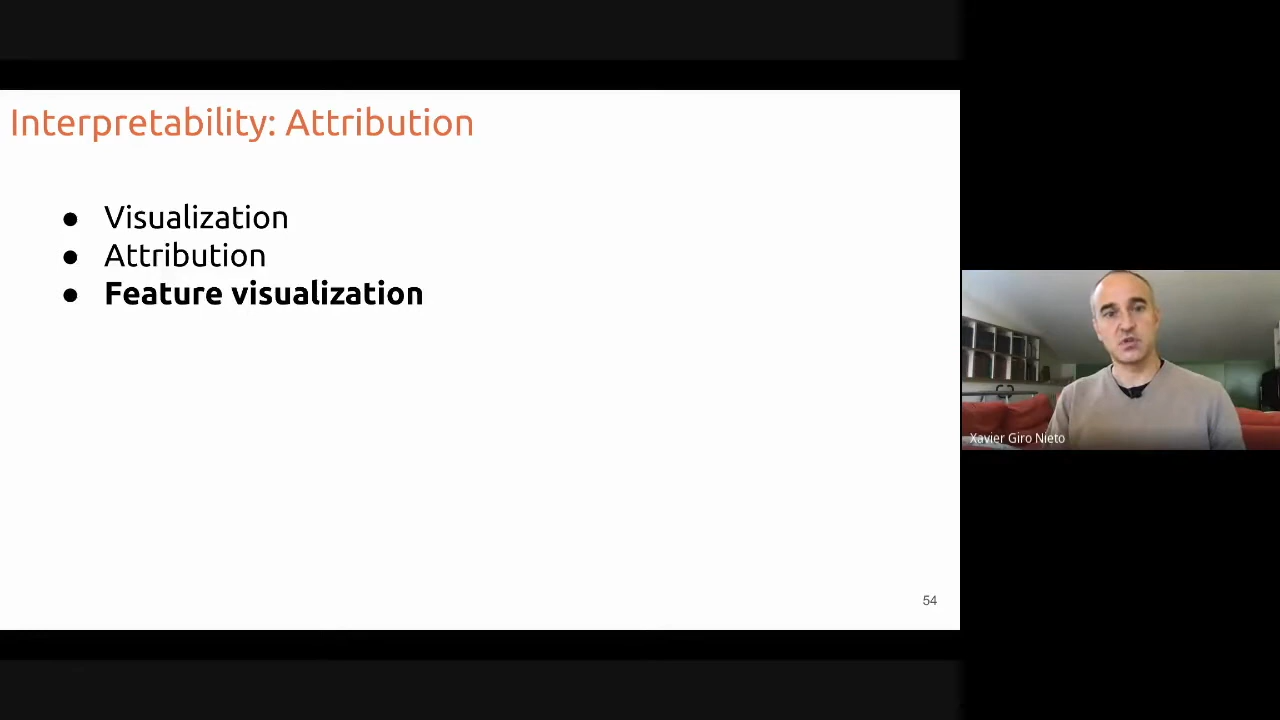 Interpretability: Attribution
● Visualization
● Attribution
● Feature visualization
54
Xavier Giro Nieto